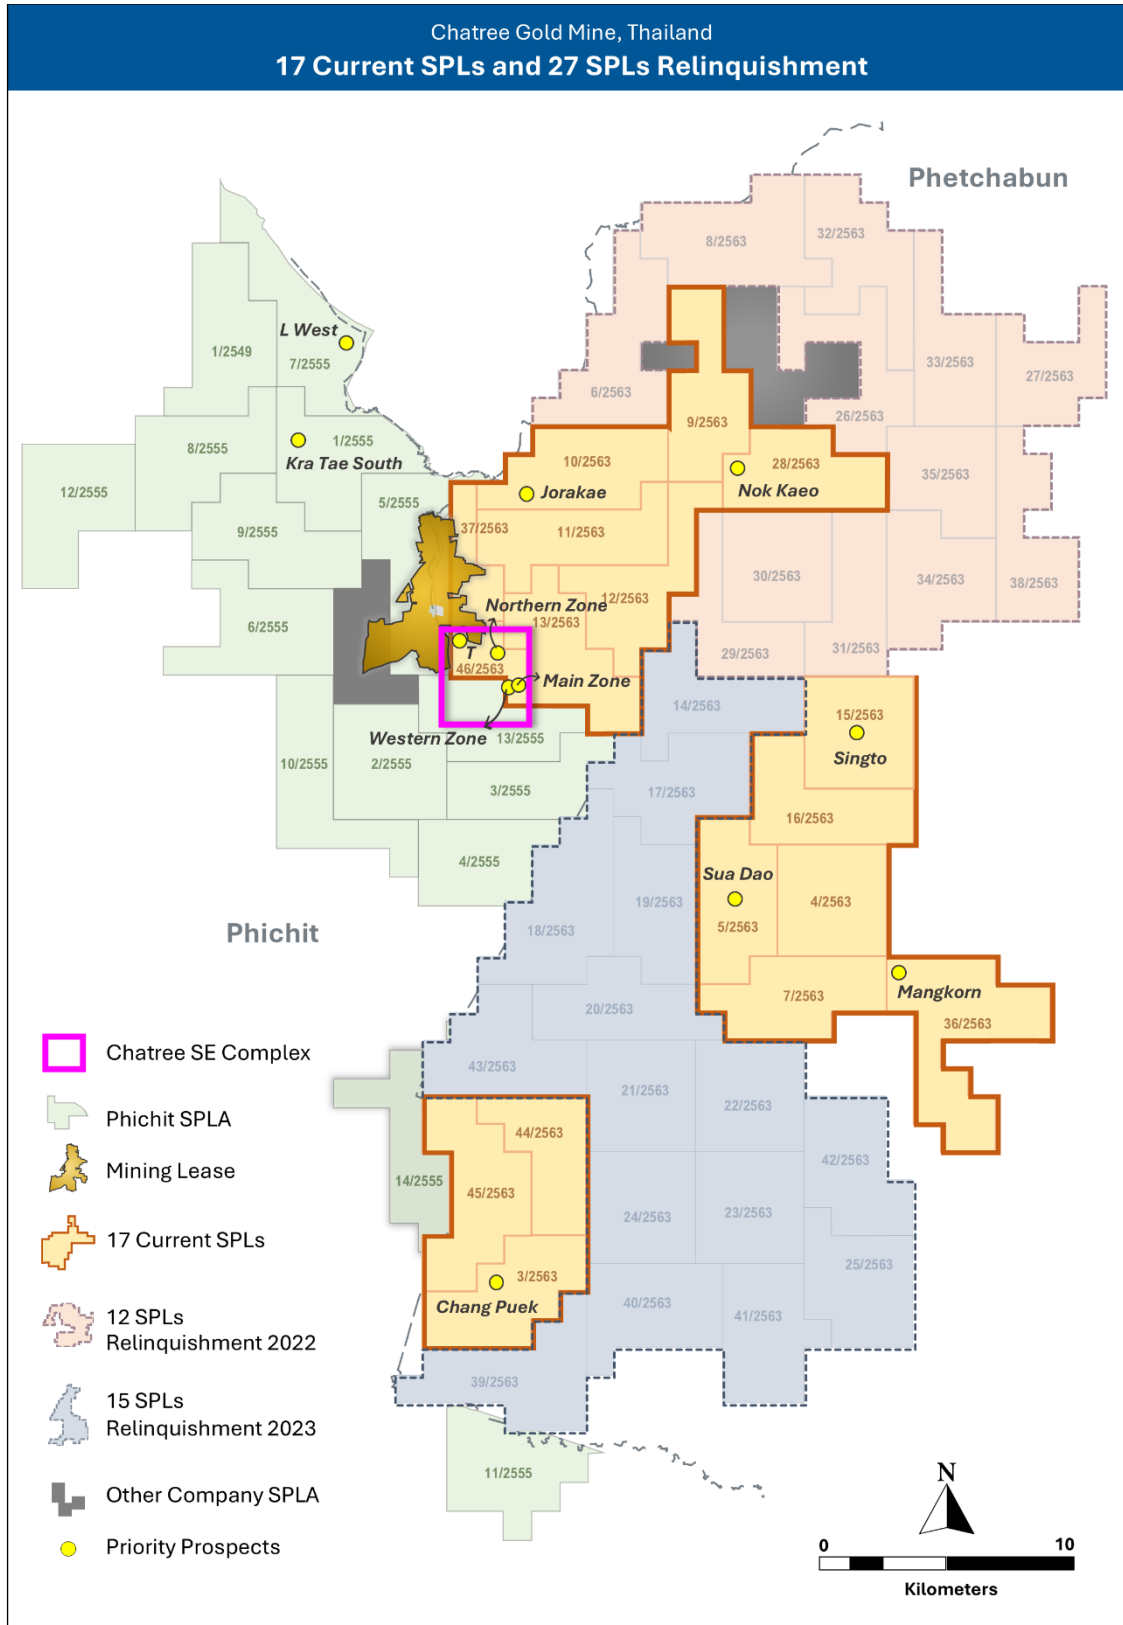 Chatree Gold Mine, Thailand
17 Current SPLs and 27 SPLs Relinquishment
Phetchabun
8/2563
32/2563
L West
1/2549
7/2555
33/2563
27/2563
6/2563
26/2563
9/2563
8/2555
1/2555
Kra Tae South
10/2563
28/2563
Nok Kaeo
35/2563
12/2555
5/2555
Jorakae
9/2555
37/2563
11/2563
30/2563
34/2563
38/2563
12/2563
Northern Zone
13/2563
6/2555
T
46/2563
29/2563
31/2563
Main Zone
14/2563
15/2563
Western Zone
13/2555
Singto
10/2555
2/2555
3/2555
17/2563
16/2563
4/2555
Sua Dao
19/2563
4/2563
5/2563
Phichit
18/2563
7/2563
Mangkorn
20/2563
36/2563
43/2563
21/2563
22/2563
44/2563
42/2563
14/2555
45/2563
24/2563
23/2563
3/2563
25/2563
Chang Puek
40/2563
41/2563
39/2563
11/2555
Chatree SE Complex
Phichit SPLA
Mining Lease
17 Current SPLs
12 SPLs
Relinquishment 2022
15 SPLs
Relinquishment 2023
Other Company SPLA
Priority Prospects
N
0 10
Kilometers